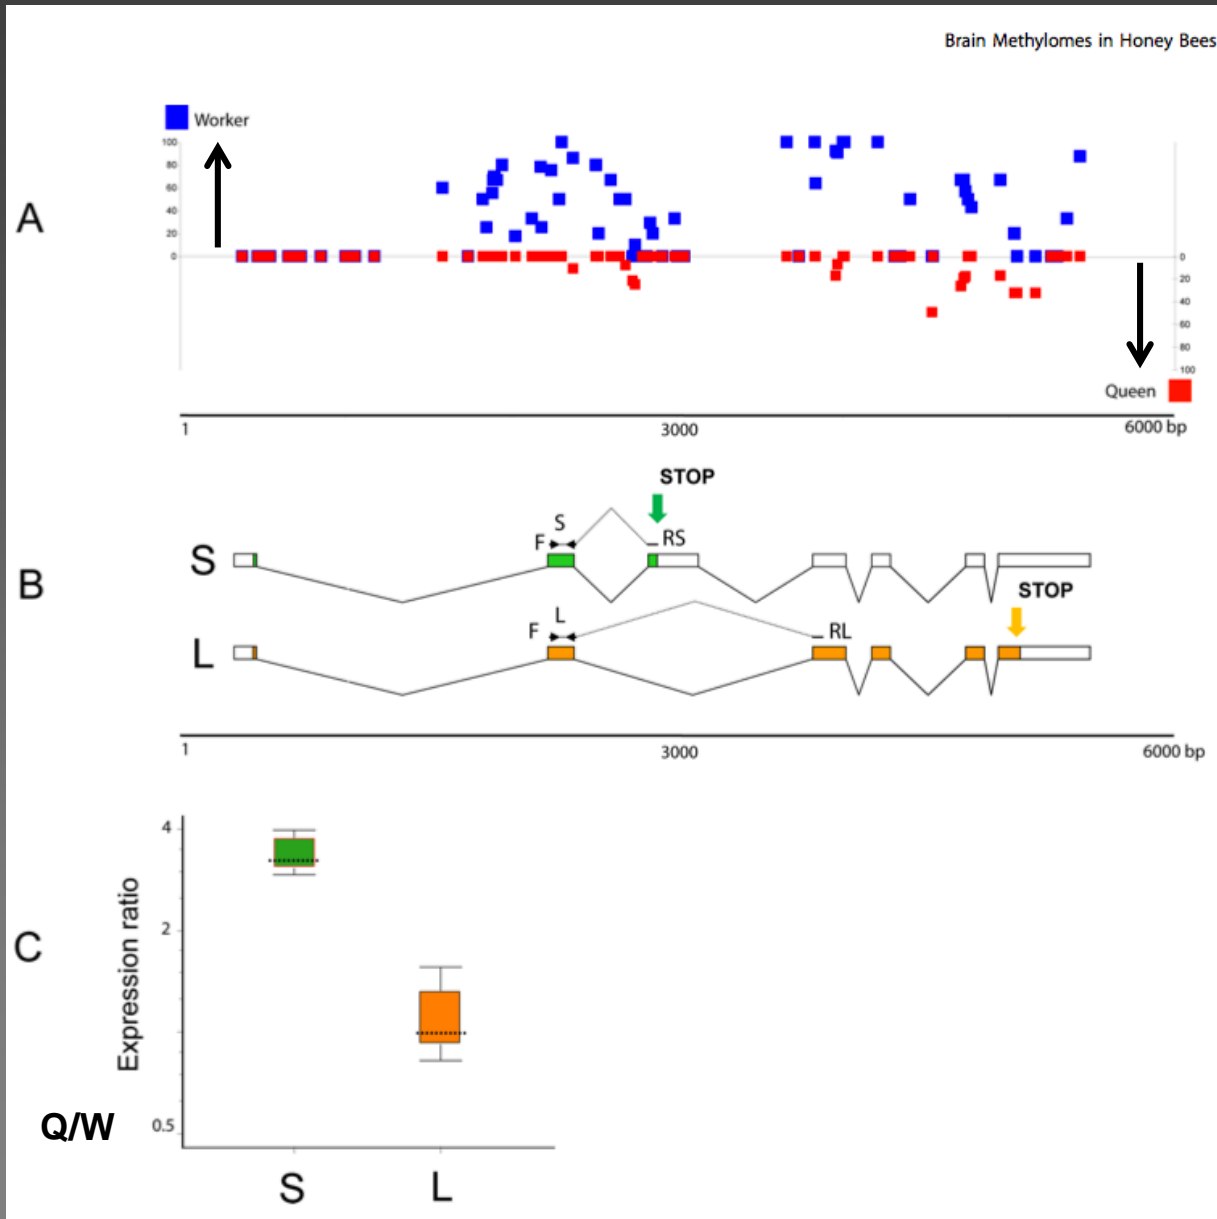 Brain Methylomes in Honey Bees
Worker
100
80
60
40
20
0
A
0
20
40
60
80
100
Queen
1 3000 6000 bp
STOP
S
F RS
S
B
STOP
L
F RL
L
1 3000 6000 bp
4
2
0.5
Expression ratio
C
Q/W
S L